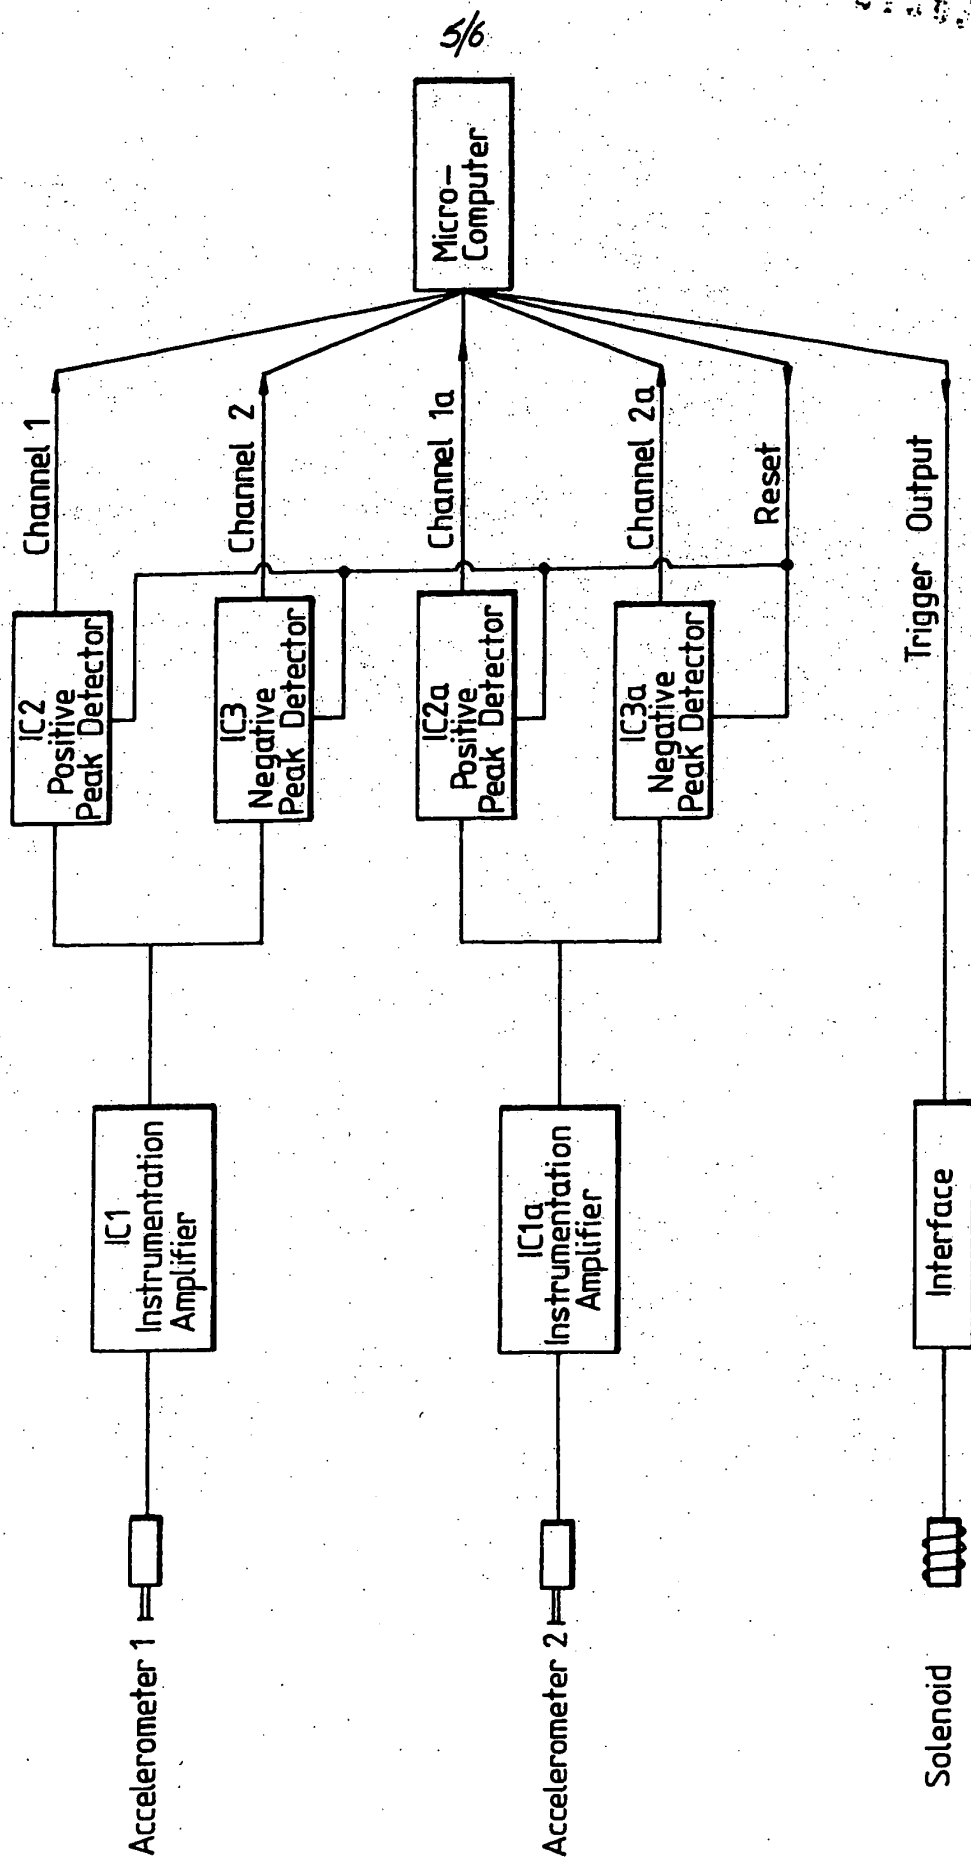 5/6
Accelerometer 1
IC1
Instrumentation
Amplifier
IC2
Positive
Peak Detector
Channel 1
IC3
Negative
Peak Detector
Channel 2
Micro-
Computer
Accelerometer 2
IC1a
Instrumentation
Amplifier
IC2a
Positive
Peak Detector
Channel 1a
IC3a
Negative
Peak Detector
Channel 2a
Reset
Solenoid
Interface
Trigger Output